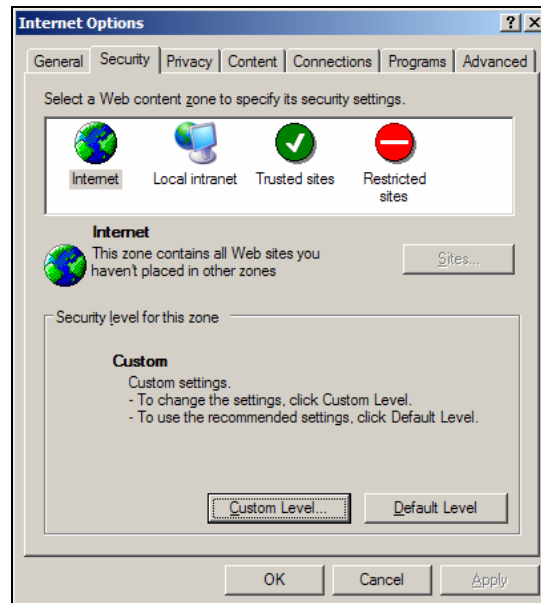 Internet Options
General Security Privacy Content Connections Programs Advanced
Select a Web content zone to specify its security settings.
Internet Local intranet Trusted sites Restricted sites
Internet
This zone contains all Web sites you
haven't placed in other zones
Sites...
Security level for this zone
Custom
Custom settings.
- To change the settings, click Custom Level.
- To use the recommended settings, click Default Level.
Custom Level... Default Level
OK Cancel Apply